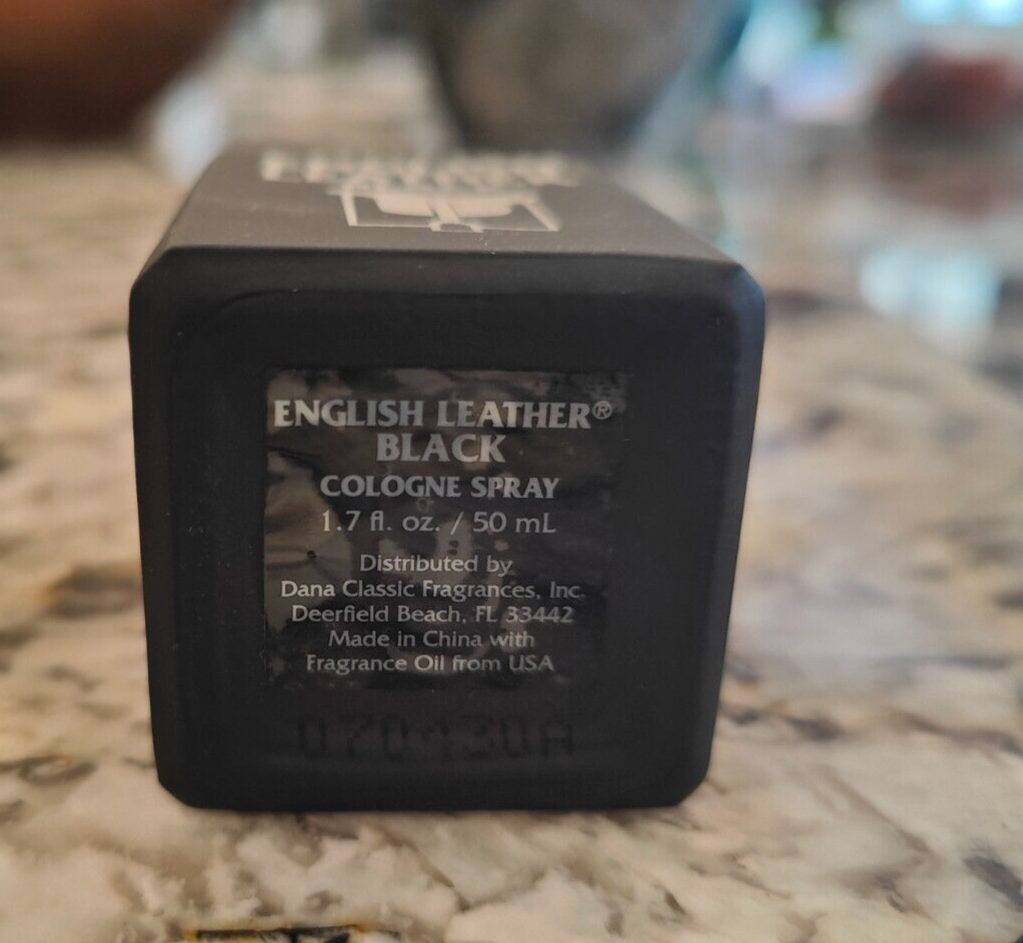 ENGLISH LEATHER®
BLACK
COLOGNE SPRAY
1.7 fl. oz. / 50 mL
Distributed by
Dana Classic Fragrances, Inc.
Deerfield Beach, FL 33442
Made in China with
Fragrance Oil from USA
070430A